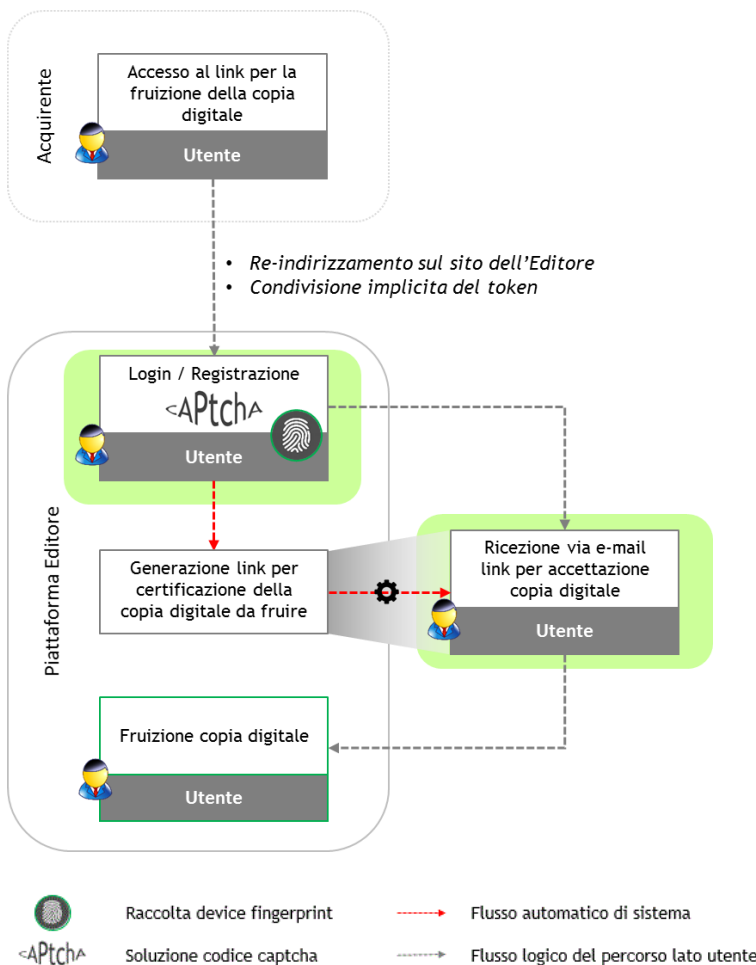 Acquirente
Accesso al link per la
fruizione della copia
digitale
Utente
• Re-indirizzamento sul sito dell'Editore
• Condivisione implicita del token
Piattaforma Editore
Login / Registrazione
<APtchA
Utente
Generazione link per
certificazione della
copia digitale da fruire
Ricezione via e-mail
link per accettazione
copia digitale
Utente
Fruizione copia digitale
Utente
Raccolta device fingerprint
Flusso automatico di sistema
<APtchA
Soluzione codice captcha
Flusso logico del percorso lato utente